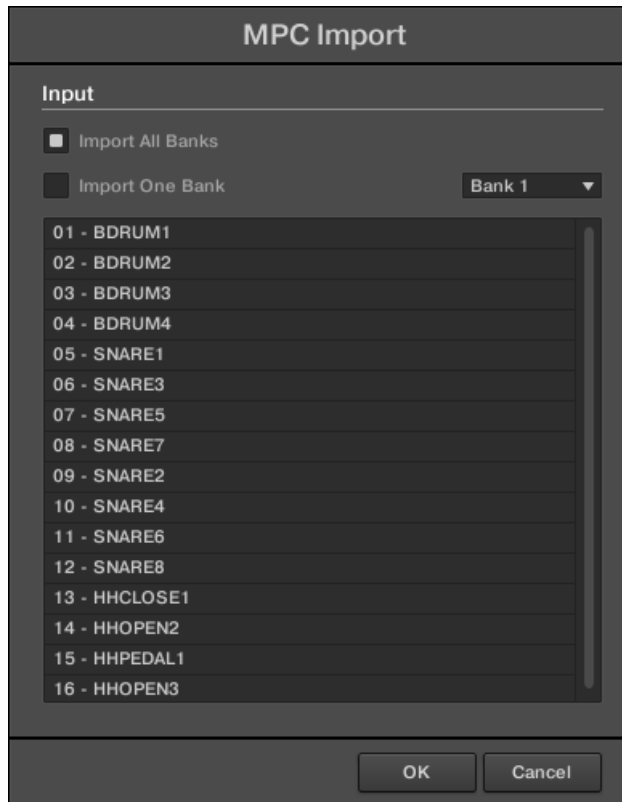 MPC Import
Input
Import All Banks
Import One Bank Bank 1
01 - BDRUM1
02 - BDRUM2
03 - BDRUM3
04 - BDRUM4
05 - SNARE1
06 - SNARE3
07 - SNARE5
08 - SNARE7
09 - SNARE2
10 - SNARE4
11 - SNARE6
12 - SNARE8
13 - HHCLOSE1
14 - HHOPEN2
15 - HHPEDAL1
16 - HHOPEN3
OK Cancel